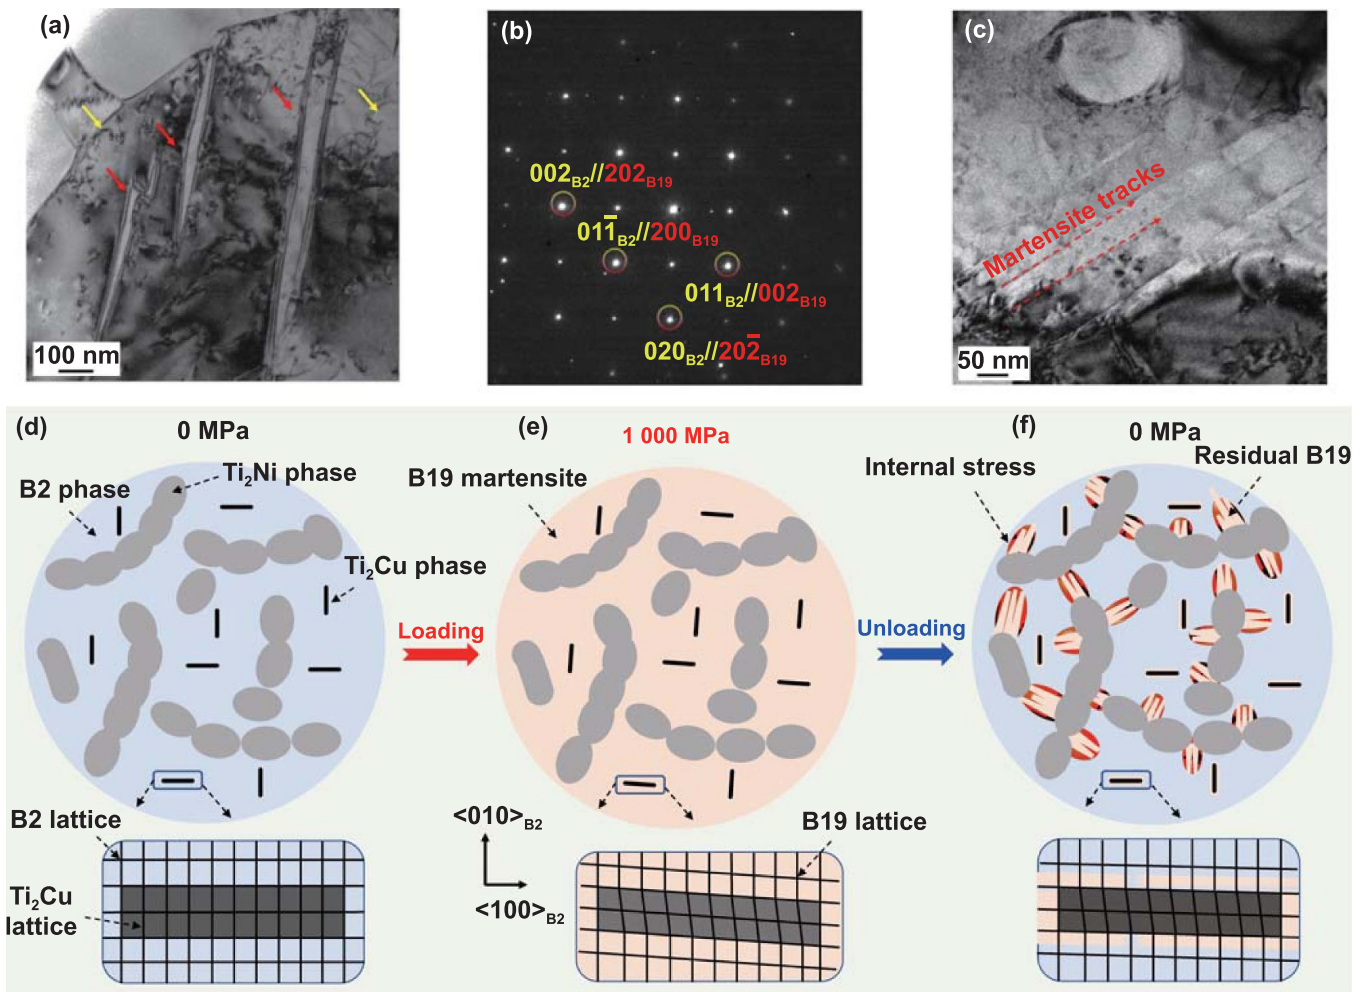 (a)
100 nm
(b)
002B2//202B19
011̅B2//200B19
011B2//002B19
020B2//202̅B19
(c)
Martensite tracks
50 nm
(d)
0 MPa
B2 phase
Ti2Ni phase
Ti2Cu phase
B2 lattice
Ti2Cu
lattice
Loading
(e)
1 000 MPa
B19 martensite
<010>B2
<100>B2
B19 lattice
Unloading
(f)
0 MPa
Internal stress
Residual B19